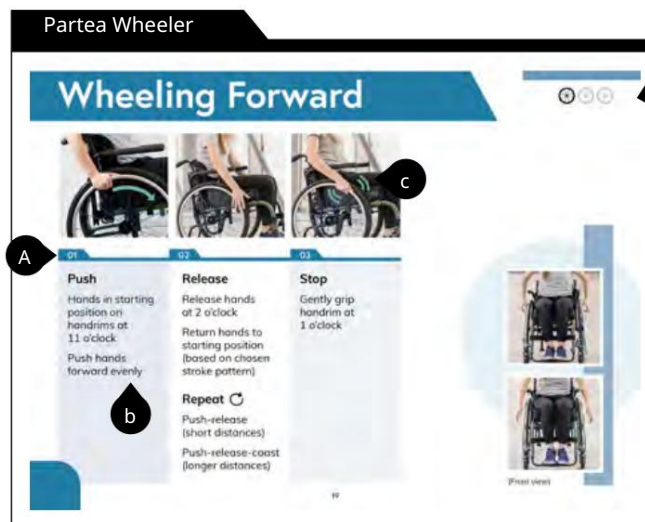 Partea Wheeler
Wheeling Forward
A
c
01
02
03
Push
Hands in starting
position on
handrims at
11 o'clock
Push hands
forward evenly
b
Release
Release hands
at 2 o'clock
Return hands to
starting position
(based on chosen
stroke pattern)
Repeat
Push-release
(short distances)
Push-release-coast
(longer distances)
Stop
Gently grip
handrim at
1 o'clock
(Front view)